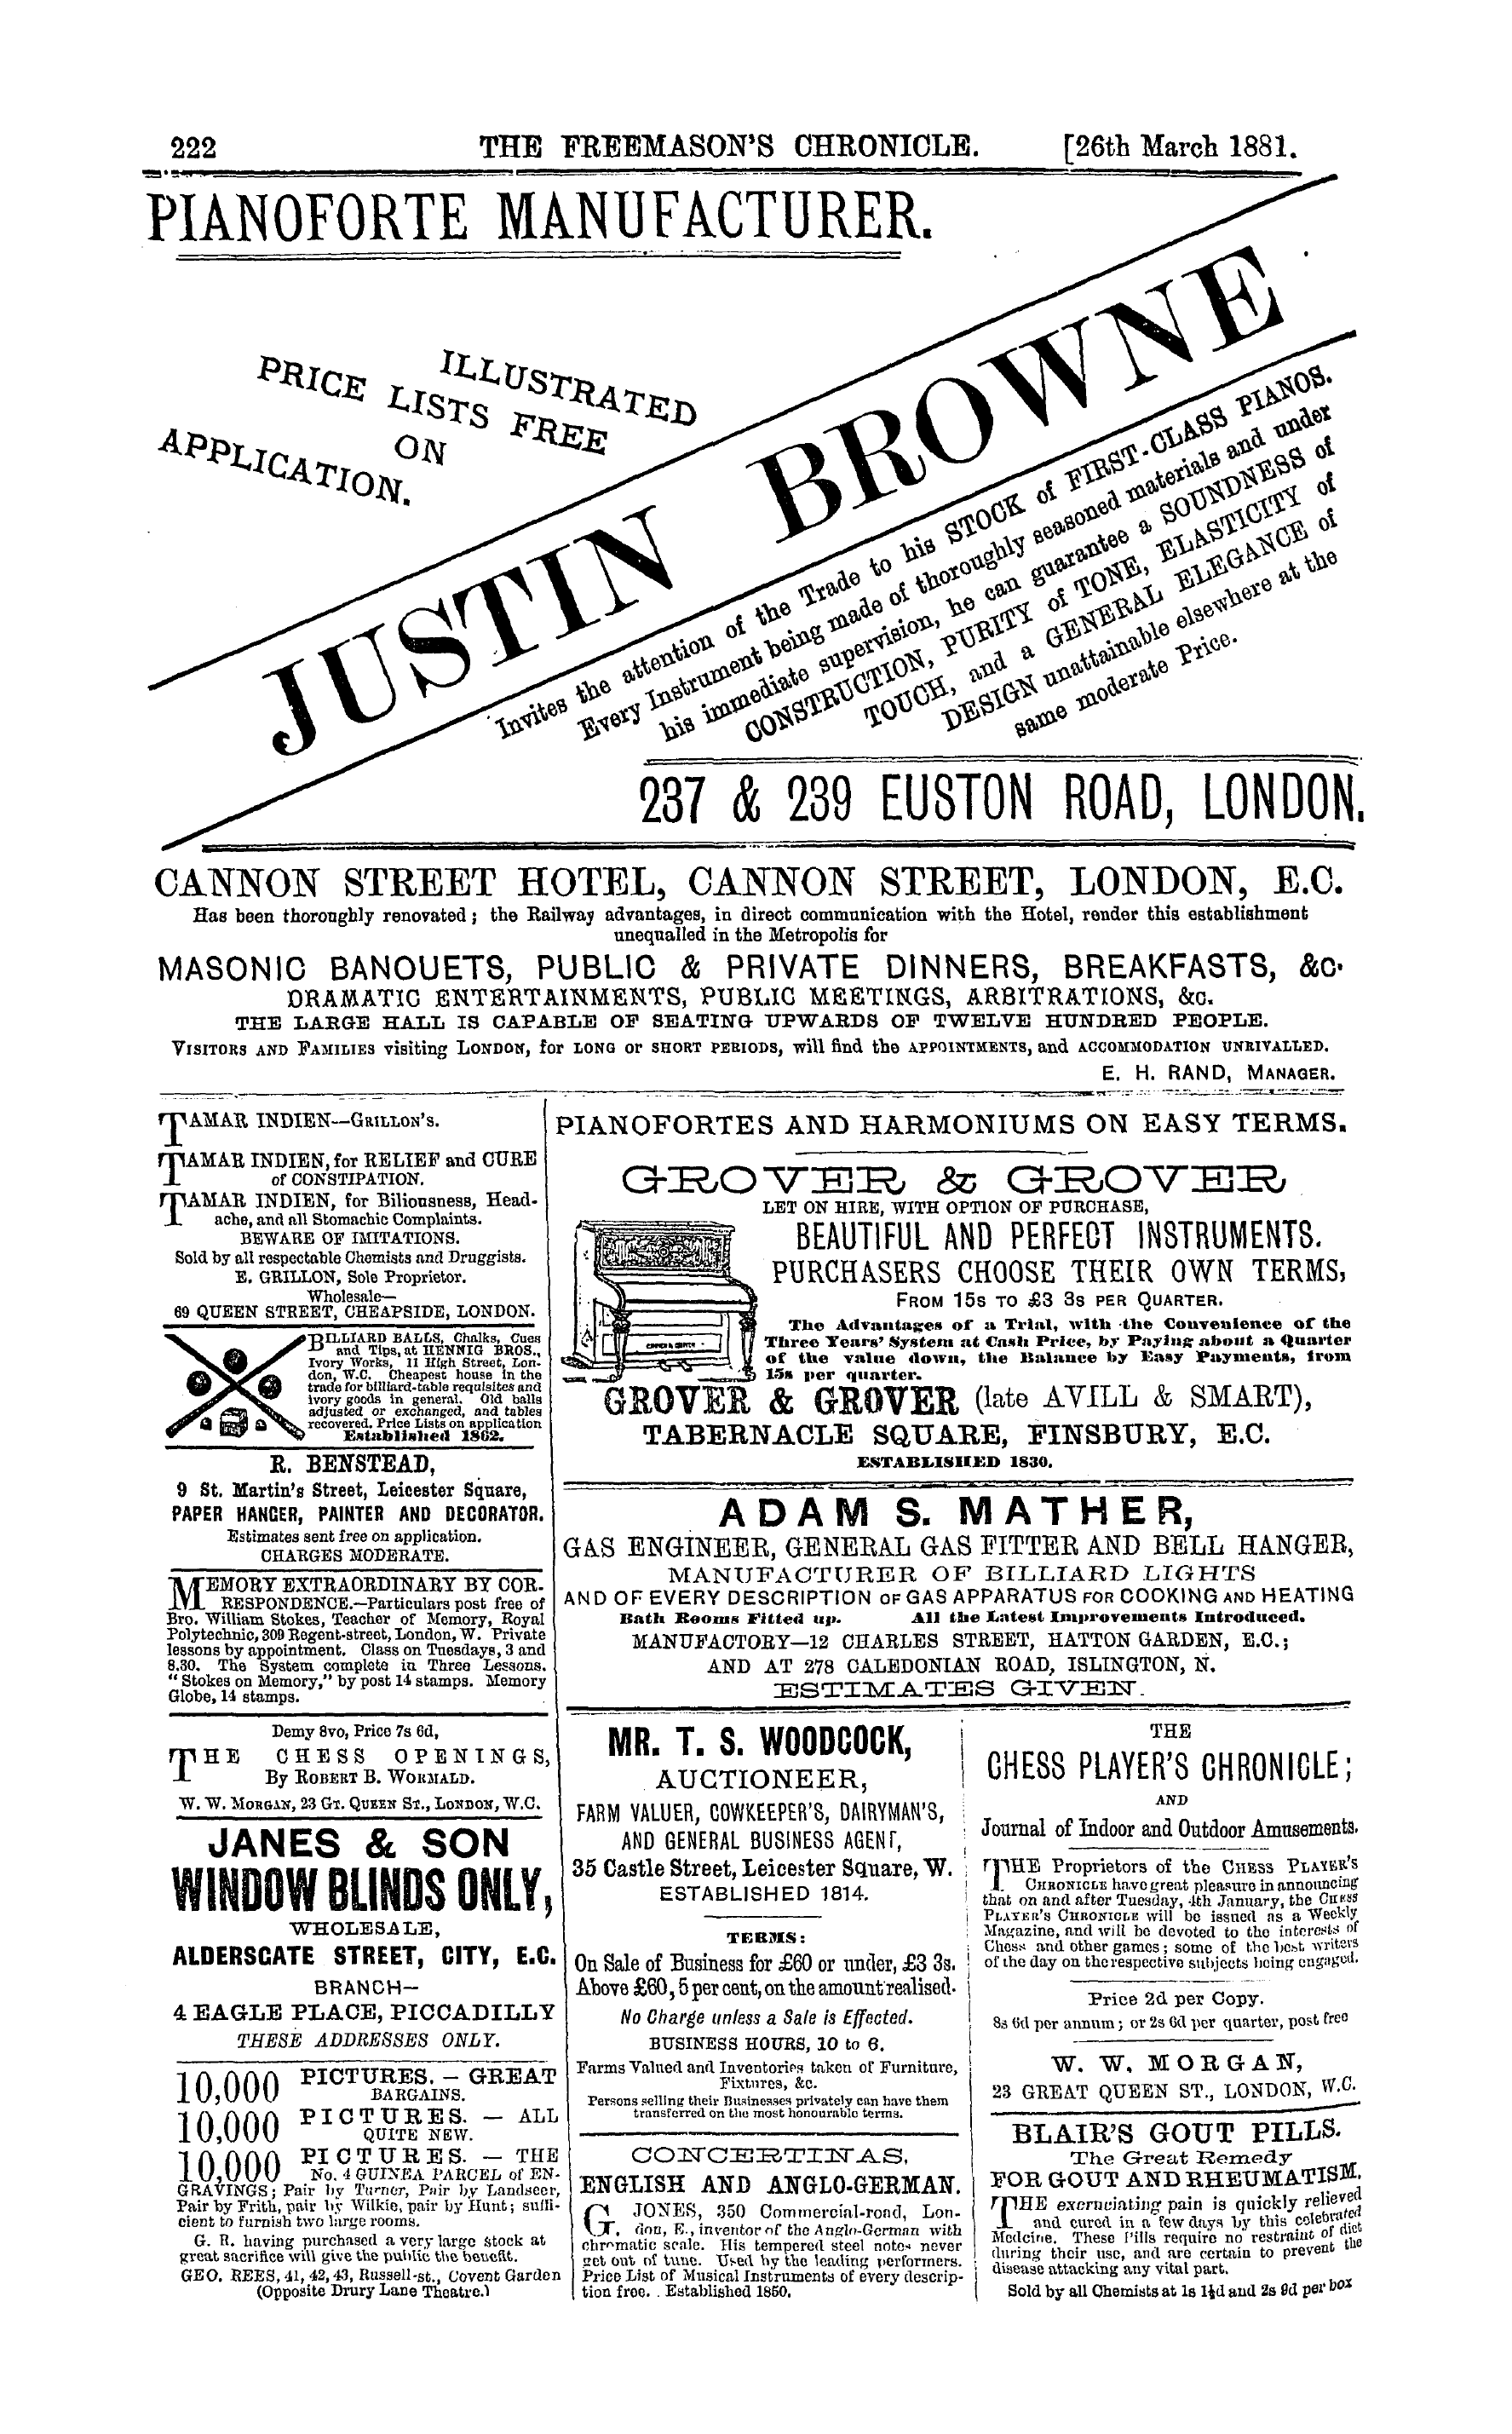 222 THE FREEMASON'S CHRONICLE. [26th March 1881.
PIANOFORTE MANUFACTURER.
ILLUSTRATED
PRICE LISTS FREE
ON
APPLICATION.
JUSTIN BROWNE
Invites the attention of the Trade to his STOCK of FIRST-CLASS PIANOS.
Every Instrument being made of thoroughly seasoned materials and under
his immediate supervision, he can guarantee a SOUNDNESS of
CONSTRUCTION, PURITY of TONE, ELASTICITY of
TOUCH, and a GENERAL ELEGANCE of
DESIGN unattainable elsewhere at the
same moderate Price.
237 & 239 EUSTON ROAD, LONDON.
CANNON STREET HOTEL, CANNON STREET, LONDON, E.C.
Has been thoroughly renovated; the Railway advantages, in direct communication with the Hotel, render this establishment
unequalled in the Metropolis for
MASONIC BANQUETS, PUBLIC & PRIVATE DINNERS, BREAKFASTS, &c.
DRAMATIC ENTERTAINMENTS, PUBLIC MEETINGS, ARBITRATIONS, &c.
THE LARGE HALL IS CAPABLE OF SEATING UPWARDS OF TWELVE HUNDRED PEOPLE.
VISITORS AND FAMILIES visiting LONDON, for LONG or SHORT PERIODS, will find the APPOINTMENTS, and ACCOMMODATION UNRIVALLED.
E. H. RAND, MANAGER.
TAMAR INDIEN—GRILLON'S.
TAMAR INDIEN, for RELIEF and CURE
of CONSTIPATION.
TAMAR INDIEN, for Biliousness, Head-
ache, and all Stomachic Complaints.
BEWARE OF IMITATIONS.
Sold by all respectable Chemists and Druggists.
E. GRILLON, Sole Proprietor.
Wholesale—
69 QUEEN STREET, CHEAPSIDE, LONDON.
BILLIARD BALLS, Chalks, Cues
and Tips, at HENNIG BROS.,
Ivory Works, 11 High Street, Lon-
don, W.C. Cheapest house in the
trade for billiard-table requisites and
ivory goods in general. Old balls
adjusted or exchanged, and tables
recovered. Price Lists on application
Established 1862.
R. BENSTEAD,
9 St. Martin's Street, Leicester Square,
PAPER HANGER, PAINTER AND DECORATOR.
Estimates sent free on application.
CHARGES MODERATE.
MEMORY EXTRAORDINARY BY COR-
RESPONDENCE.—Particulars post free of
Bro. William Stokes, Teacher of Memory, Royal
Polytechnic, 309 Regent-street, London, W. Private
lessons by appointment. Class on Tuesdays, 3 and
8.30. The System complete in Three Lessons.
"Stokes on Memory," by post 14 stamps. Memory
Globe, 14 stamps.
Demy 8vo, Price 7s 6d,
THE CHESS OPENINGS,
By ROBERT B. WORMALD.
W. W. MORGAN, 23 GT. QUEEN ST., LONDON, W.C.
JANES & SON
WINDOW BLINDS ONLY,
WHOLESALE,
ALDERSGATE STREET, CITY, E.C.
BRANCH—
4 EAGLE PLACE, PICCADILLY
THESE ADDRESSES ONLY.
10,000 PICTURES. — GREAT
BARGAINS.
10,000 PICTURES. — ALL
QUITE NEW.
10,000 PICTURES. — THE
No. 4 GUINEA PARCEL of EN-
GRAVINGS; Pair by Turner, Pair by Landseer,
Pair by Frith, pair by Wilkie, pair by Hunt; suffi-
cient to furnish two large rooms.
G. R. having purchased a very large stock at
great sacrifice will give the public the benefit.
GEO. REES, 41, 42, 43, Russell-st., Covent Garden
(Opposite Drury Lane Theatre.)
PIANOFORTES AND HARMONIUMS ON EASY TERMS.
GROVER & GROVER
LET ON HIRE, WITH OPTION OF PURCHASE,
BEAUTIFUL AND PERFECT INSTRUMENTS.
PURCHASERS CHOOSE THEIR OWN TERMS,
FROM 15s TO £3 3s PER QUARTER.
The Advantages of a Trial, with the Convenience of the
Three Years' System at Cash Price, by Paying about a Quarter
of the value down, the Balance by Easy Payments, from
15s per quarter.
GROVER & GROVER (late AVILL & SMART),
TABERNACLE SQUARE, FINSBURY, E.C.
ESTABLISHED 1830.
ADAM S. MATHER,
GAS ENGINEER, GENERAL GAS FITTER AND BELL HANGER,
MANUFACTURER OF BILLIARD LIGHTS
AND OF EVERY DESCRIPTION OF GAS APPARATUS FOR COOKING AND HEATING
Bath Rooms Fitted up. All the Latest Improvements Introduced.
MANUFACTORY—12 CHARLES STREET, HATTON GARDEN, E.C.;
AND AT 278 CALEDONIAN ROAD, ISLINGTON, N.
ESTIMATES GIVEN.
MR. T. S. WOODCOCK,
AUCTIONEER,
FARM VALUER, COWKEEPER'S, DAIRYMAN'S,
AND GENERAL BUSINESS AGENT,
35 Castle Street, Leicester Square, W.
ESTABLISHED 1814.
TERMS:
On Sale of Business for £60 or under, £3 3s.
Above £60, 5 per cent, on the amount realised.
No Charge unless a Sale is Effected.
BUSINESS HOURS, 10 to 6.
Farms Valued and Inventories taken of Furniture,
Fixtures, &c.
Persons selling their Businesses privately can have them
transferred on the most honourable terms.
CONCERTINAS,
ENGLISH AND ANGLO-GERMAN.
G. JONES, 350 Commercial-road, Lon-
don, E., inventor of the Anglo-German with
chromatic scale. His tempered steel notes never
get out of tune. Used by the leading performers.
Price List of Musical Instruments of every descrip-
tion free. Established 1850.
THE
CHESS PLAYER'S CHRONICLE;
AND
Journal of Indoor and Outdoor Amusements.
THE Proprietors of the CHESS PLAYER'S
CHRONICLE have great pleasure in announcing
that on and after Tuesday, 4th January, the CHESS
PLAYER'S CHRONICLE will be issued as a Weekly
Magazine, and will be devoted to the interests of
Chess and other games; some of the best writers
of the day on the respective subjects being engaged.
Price 2d per Copy.
8s 6d per annum; or 2s 6d per quarter, post free
W. W. MORGAN,
23 GREAT QUEEN ST., LONDON, W.C.
BLAIR'S GOUT PILLS.
The Great Remedy
FOR GOUT AND RHEUMATISM.
THE excruciating pain is quickly relieved
and cured in a few days by this celebrated
Medcine. These Pills require no restraint of diet
during their use, and are certain to prevent the
disease attacking any vital part.
Sold by all Chemists at 1s 1½d and 2s 9d per box